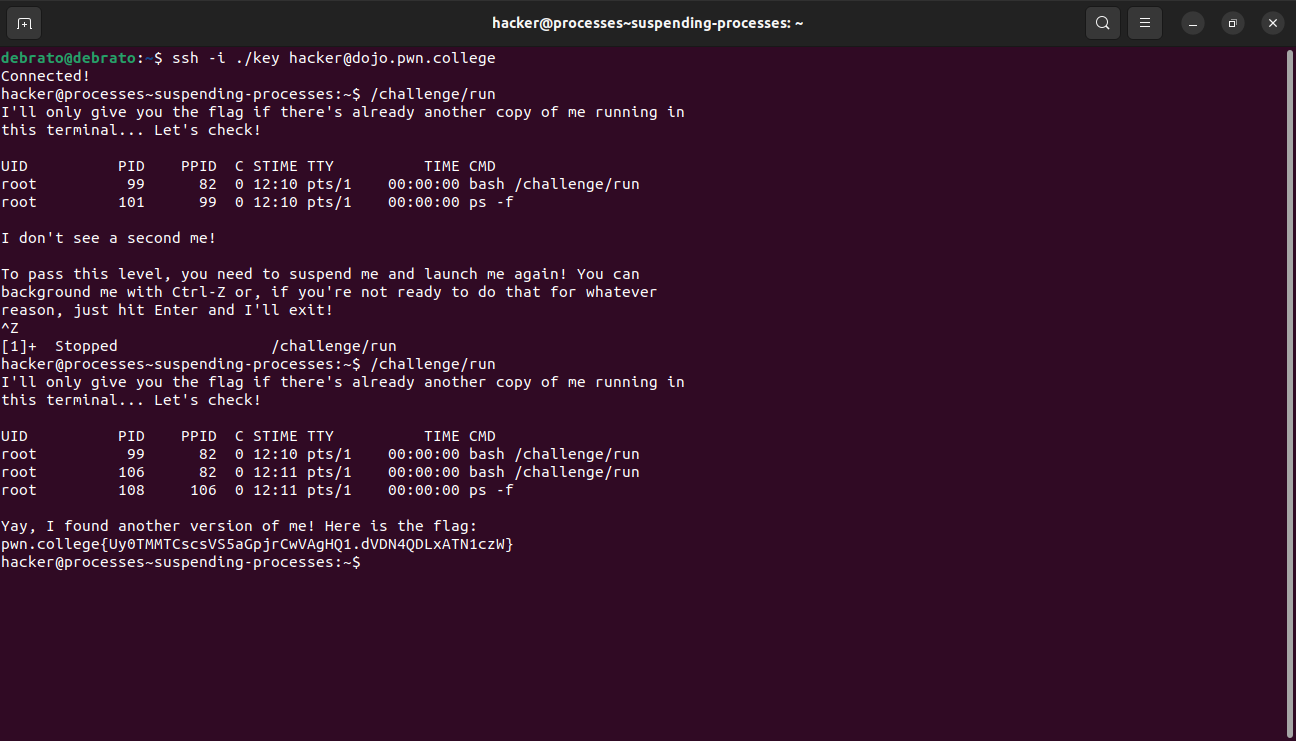 hacker@processes~suspending-processes: ~
debrato@debrato:~$ ssh -i ./key hacker@dojo.pwn.college
Connected!
hacker@processes~suspending-processes:~$ /challenge/run
I'll only give you the flag if there's already another copy of me running in
this terminal... Let's check!
UID          PID    PPID  C STIME TTY          TIME CMD
root          99      82  0 12:10 pts/1    00:00:00 bash /challenge/run
root         101      99  0 12:10 pts/1    00:00:00 ps -f
I don't see a second me!
To pass this level, you need to suspend me and launch me again! You can
background me with Ctrl-Z or, if you're not ready to do that for whatever
reason, just hit Enter and I'll exit!
^Z
[1]+  Stopped                 /challenge/run
hacker@processes~suspending-processes:~$ /challenge/run
I'll only give you the flag if there's already another copy of me running in
this terminal... Let's check!
UID          PID    PPID  C STIME TTY          TIME CMD
root          99      82  0 12:10 pts/1    00:00:00 bash /challenge/run
root         106      82  0 12:11 pts/1    00:00:00 bash /challenge/run
root         108     106  0 12:11 pts/1    00:00:00 ps -f
Yay, I found another version of me! Here is the flag:
pwn.college{Uy0TMMTCscsVS5aGpjrCwVAgHQ1.dVDN4QDLxATN1czW}
hacker@processes~suspending-processes:~$